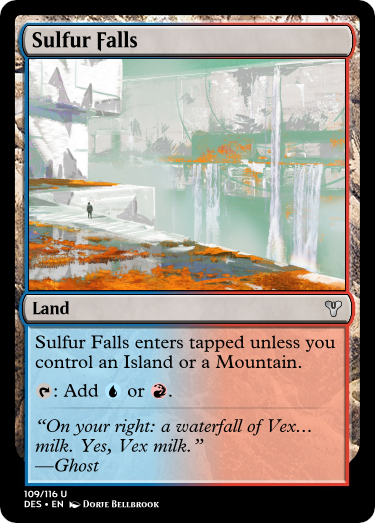 Sulfur Falls
Land
Sulfur Falls enters tapped unless you
control an Island or a Mountain.
: Add or .
“On your right: a waterfall of Vex…
milk. Yes, Vex milk.”
—Ghost
109/116 U
DES • EN Dorje Bellbrook